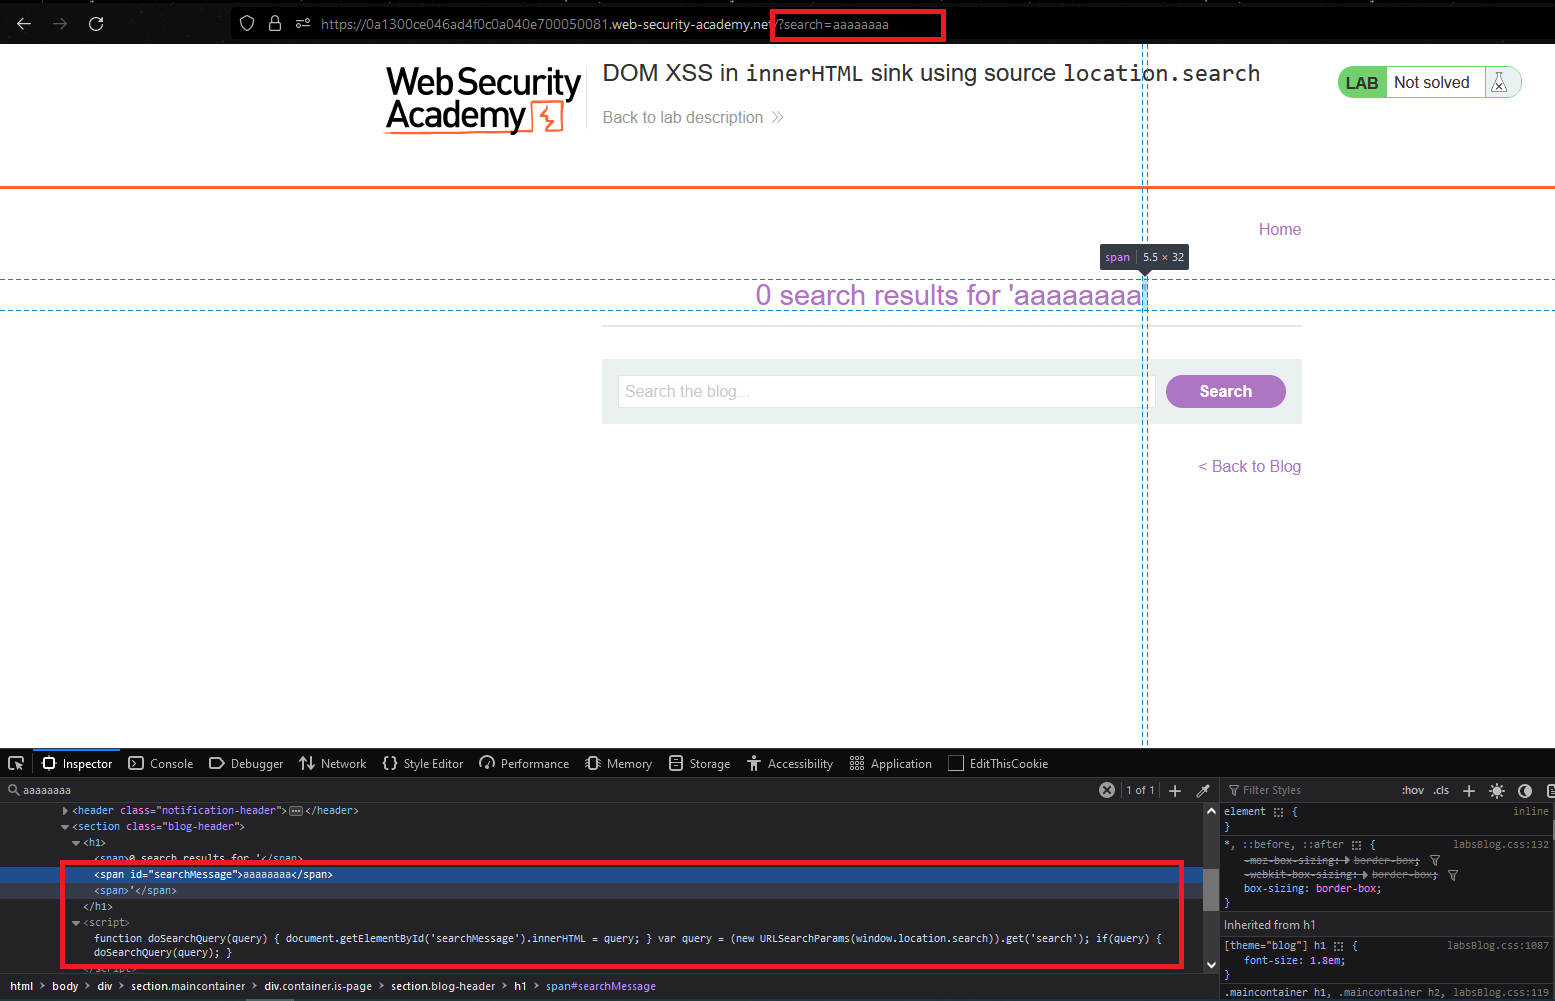 https://0a1300ce046ad4f0c0a040e700050081.web-security-academy.net/?search=aaaaaaaa
Web Security
Academy
DOM XSS in innerHTML sink using source location.search
Back to lab description
LAB Not solved
Home
span 5.5 × 32
0 search results for 'aaaaaaaa'
Search the blog...
Search
< Back to Blog
Inspector Console Debugger Network Style Editor Performance Memory Storage Accessibility Application EditThisCookie
aaaaaaaa
1 of 1
Filter Styles
:hov .cls
<header class="notification-header"> </header>
<section class="blog-header">
<h1>
<span>0 search results for '</span>
<span id="searchMessage">aaaaaaaa</span>
<span>'</span>
</h1>
<script>
function doSearchQuery(query) { document.getElementById('searchMessage').innerHTML = query; } var query = (new URLSearchParams(window.location.search)).get('search'); if(query) {
doSearchQuery(query); }
</script>
element { inline
}
*, ::before, ::after { labsBlog.css:132
-moz-box-sizing: border-box;
-webkit-box-sizing: border-box;
box-sizing: border-box;
}
Inherited from h1
[theme="blog"] h1 { labsBlog.css:1087
font-size: 1.8em;
}
.maincontainer h1, .maincontainer h2, labsBlog.css:119
html body div section.maincontainer div.container.is-page section.blog-header h1 span#searchMessage